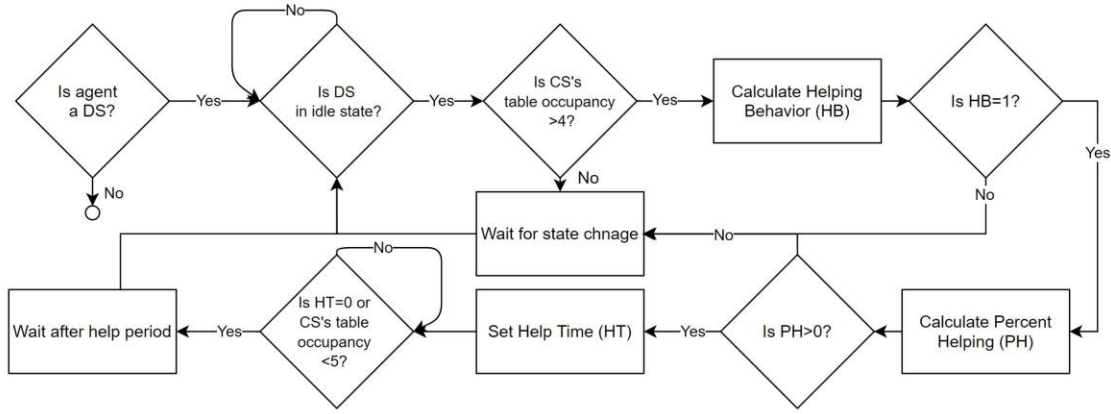 No
Is agent
a DS?
Yes
Is DS
in idle state?
Yes
Is CS's
table occupancy
>4?
Yes
Calculate Helping
Behavior (HB)
Is HB=1?
Yes
No
No
No
Wait for state chnage
No
No
Wait after help period
Yes
Is HT=0 or
CS's table
occupancy
<5?
Set Help Time (HT)
Yes
Is PH>0?
Calculate Percent
Helping (PH)